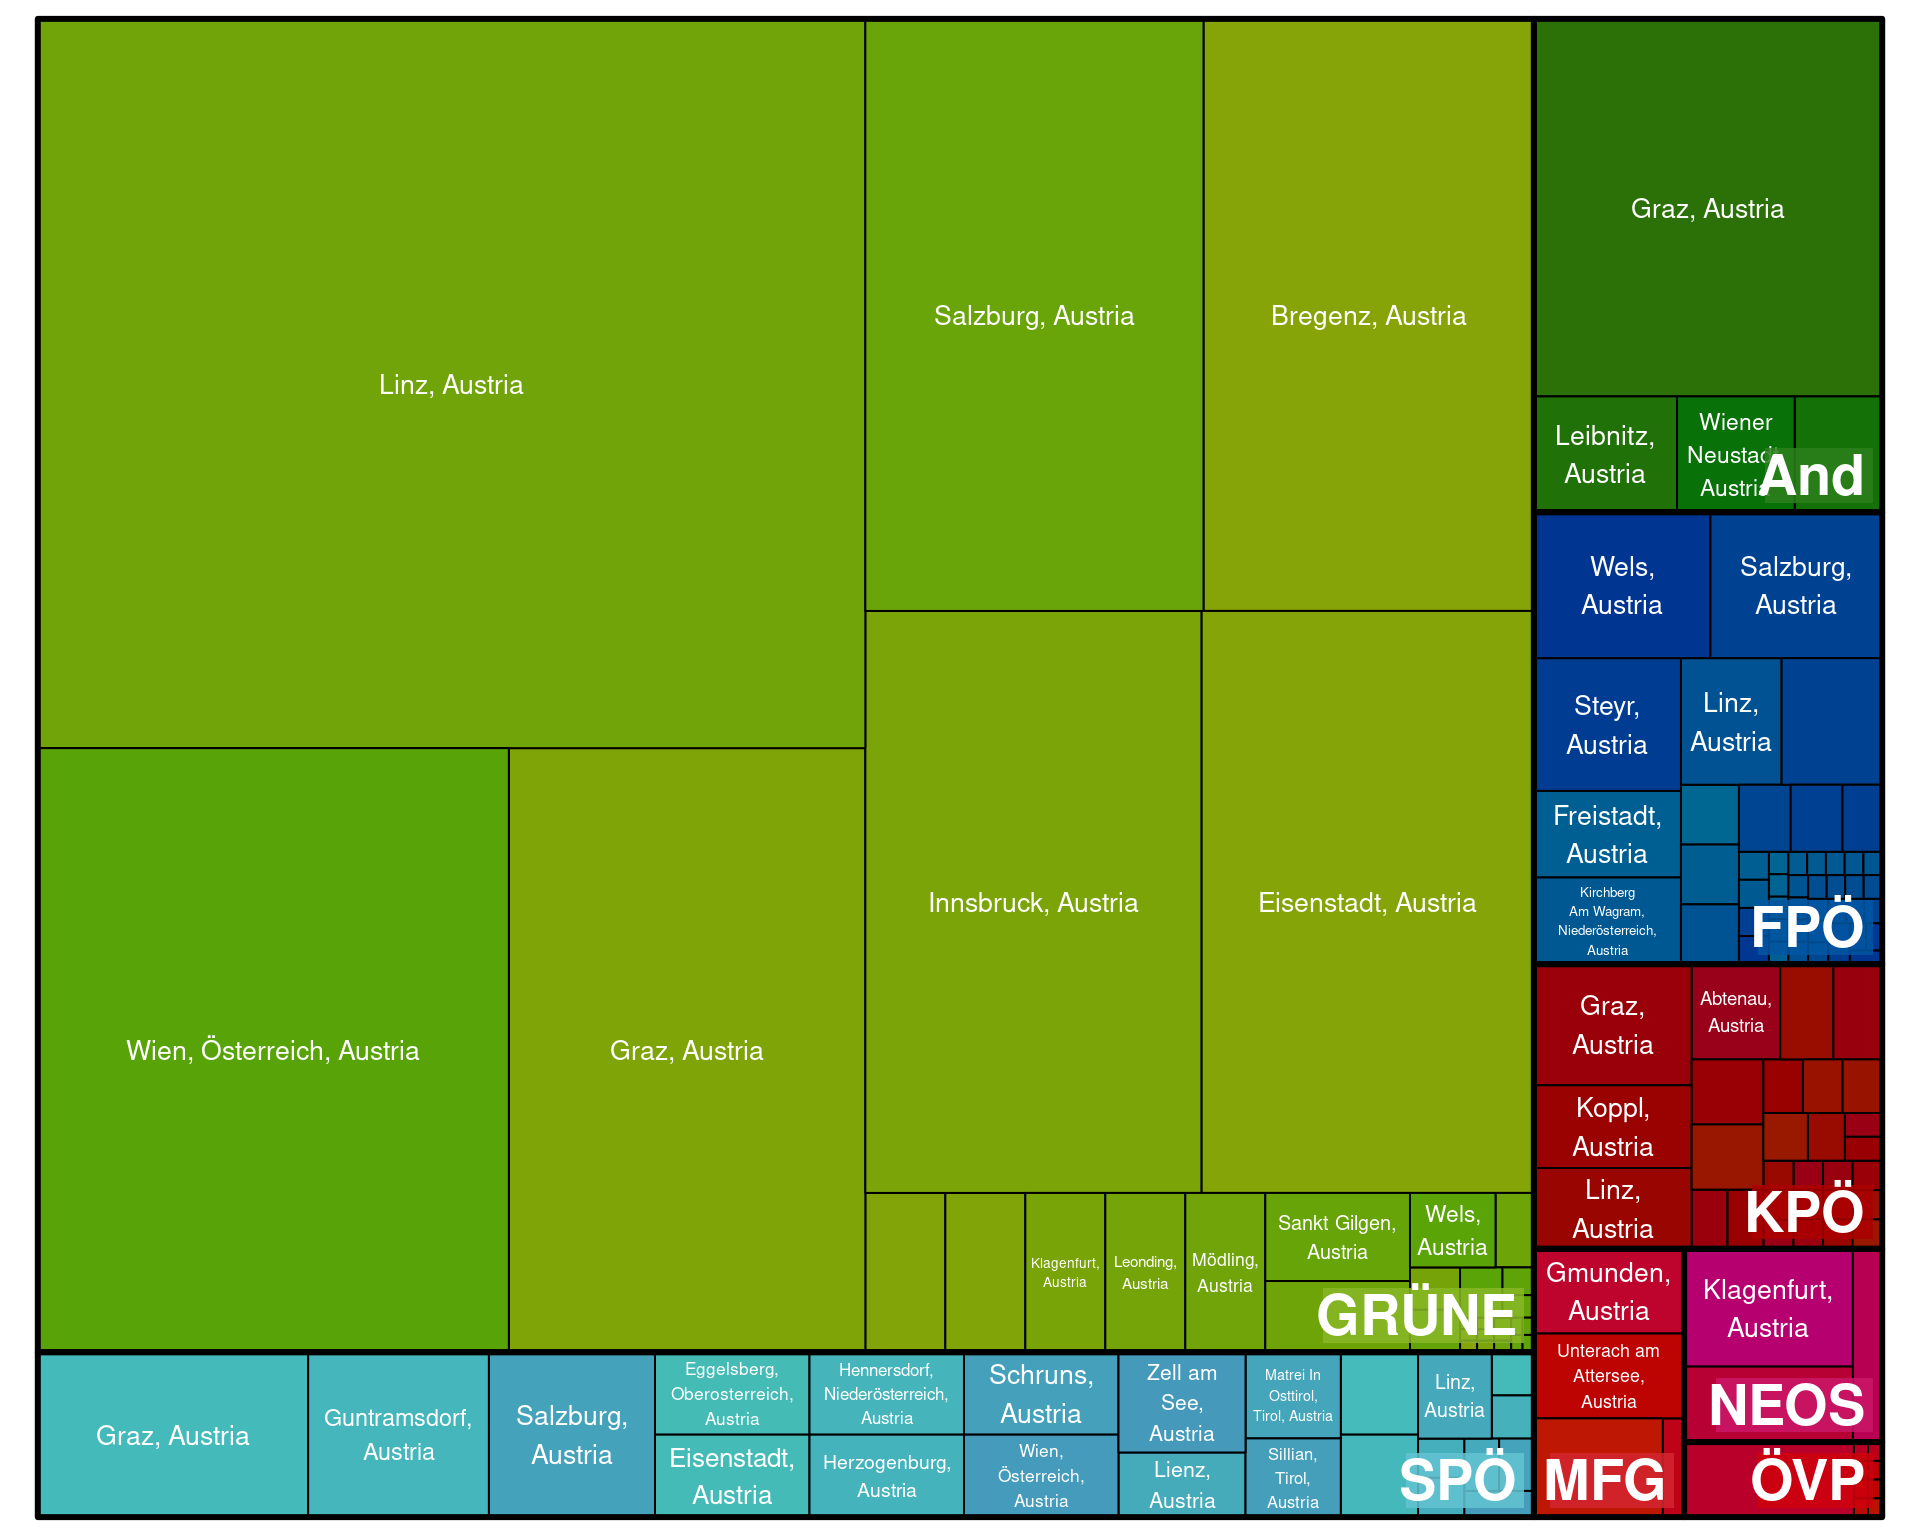 Linz, Austria
Salzburg, Austria
Bregenz, Austria
Wien, Österreich, Austria
Graz, Austria
Innsbruck, Austria
Eisenstadt, Austria
Klagenfurt,
Austria
Leonding,
Austria
Mödling,
Austria
Sankt Gilgen,
Austria
Wels,
Austria
GRÜNE
Graz, Austria
Guntramsdorf,
Austria
Salzburg,
Austria
Eggelsberg,
Oberosterreich,
Austria
Eisenstadt,
Austria
Hennersdorf,
Niederösterreich,
Austria
Herzogenburg,
Austria
Schruns,
Austria
Wien,
Österreich,
Austria
Zell am
See,
Austria
Lienz,
Austria
Matrei In
Osttirol,
Tirol, Austria
Sillian,
Tirol,
Austria
Linz,
Austria
SPÖ
Graz, Austria
Leibnitz,
Austria
Wiener
Neustadt,
Austria
And
Wels,
Austria
Salzburg,
Austria
Steyr,
Austria
Linz,
Austria
Freistadt,
Austria
Kirchberg
Am Wagram,
Niederösterreich,
Austria
FPÖ
Graz,
Austria
Abtenau,
Austria
Koppl,
Austria
Linz,
Austria
KPÖ
Gmunden,
Austria
Unterach am
Attersee,
Austria
MFG
Klagenfurt,
Austria
NEOS
ÖVP